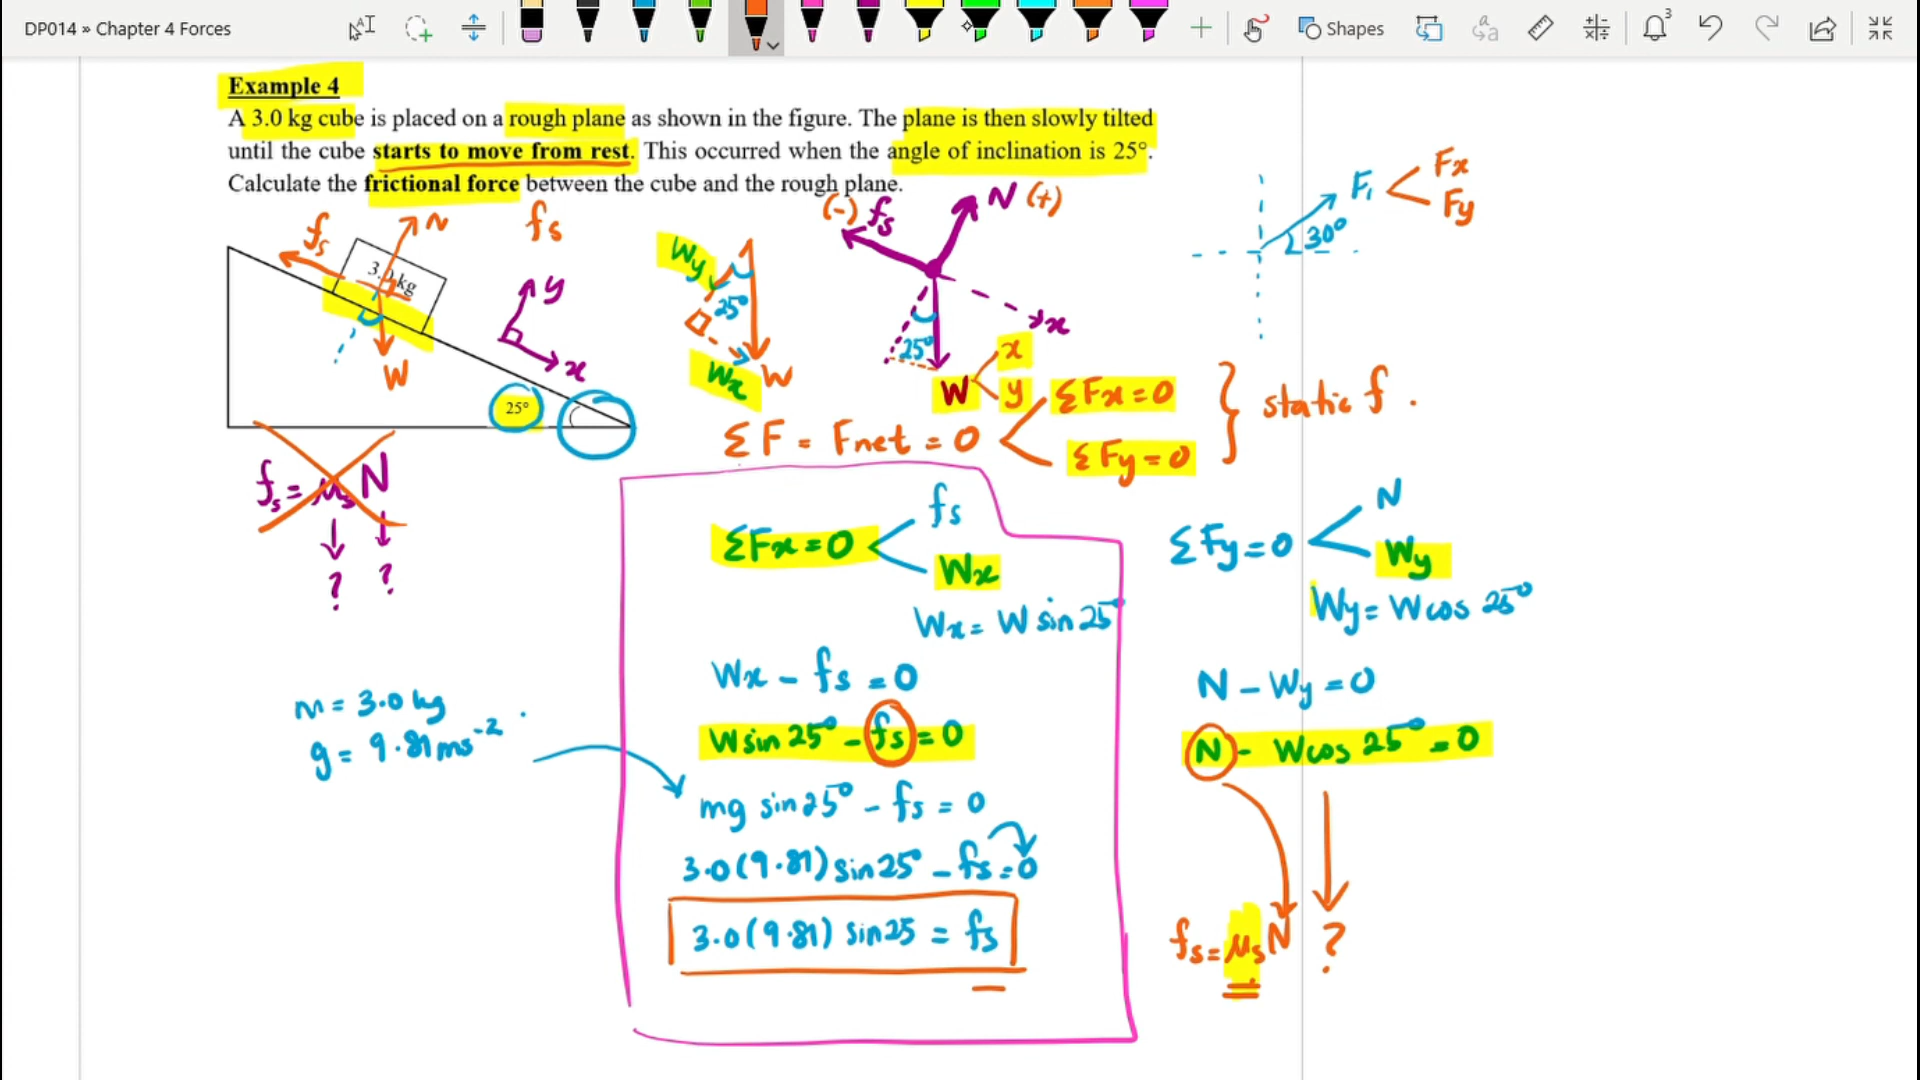 DP014 » Chapter 4 Forces
Shapes
3
Example 4
A 3.0 kg cube is placed on a rough plane as shown in the figure. The plane is then slowly tilted
until the cube starts to move from rest. This occurred when the angle of inclination is 25°.
Calculate the frictional force between the cube and the rough plane.
fs
N
fs
3.0 kg
W
y
x
25°
Wy
25°
Wx
W
(-) fs
N (+)
x
25°
W
x
y
F₁
Fx
Fy
30°
ΣF = Fnet = 0
ΣFx = 0
ΣFy = 0
static f.
fs = μs N
?
?
ΣFx = 0
fs
Wx
Wx = W sin 25°
Wx - fs = 0
W sin 25° - fs = 0
mg sin 25° - fs = 0
3.0 (9.81) sin 25° - fs = 0
3.0 (9.81) sin 25 = fs
m = 3.0 kg
g = 9.81 ms⁻²
ΣFy = 0
N
Wy
Wy = W cos 25°
N - Wy = 0
N - W cos 25° = 0
fs = μs N
?